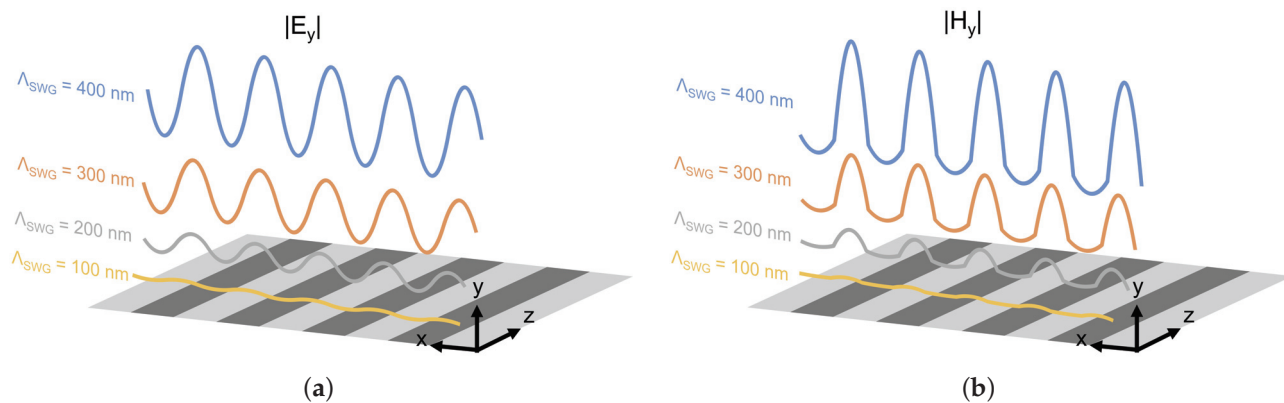 |E_y|
Λ_SWG = 400 nm
Λ_SWG = 300 nm
Λ_SWG = 200 nm
Λ_SWG = 100 nm
y
z
x
(a)
|H_y|
Λ_SWG = 400 nm
Λ_SWG = 300 nm
Λ_SWG = 200 nm
Λ_SWG = 100 nm
y
z
x
(b)